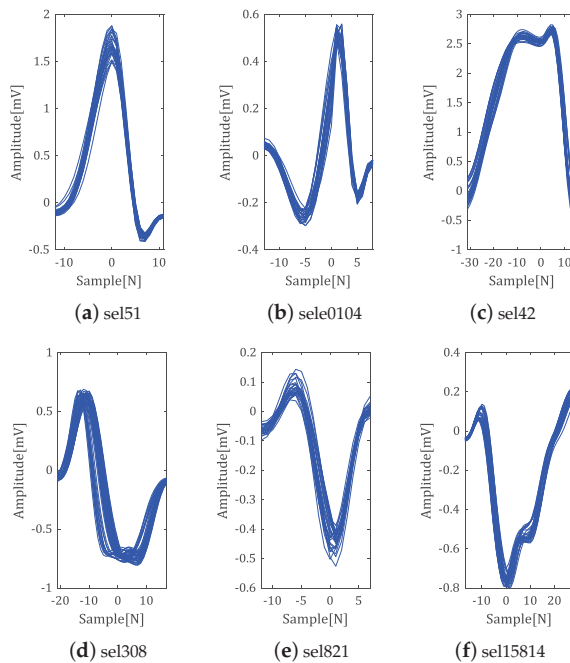 Amplitude[mV]
2
1.5
1
0.5
0
-0.5
-10 0 10
Sample[N]
(a) sel51
Amplitude[mV]
0.6
0.4
0.2
0
-0.2
0.4
-10 -5 0 5
Sample[N]
(b) sele0104
Amplitude[mV]
3
2.5
2
1.5
1
0.5
0
-0.5
-1
-30 -20 -10 0 10
Sample[N]
(c) sel42
Amplitude[mV]
1
0.5
0
-0.5
-1
-20 -10 0 10
Sample[N]
(d) sel308
Amplitude[mV]
0.2
0.1
0
-0.1
-0.2
-0.3
-0.4
-0.5
-0.6
-10 -5 0 5
Sample[N]
(e) sel821
Amplitude[mV]
0.4
0.2
0
-0.2
-0.4
-0.6
-0.8
-10 0 10
Sample[N]
(f) sel15814